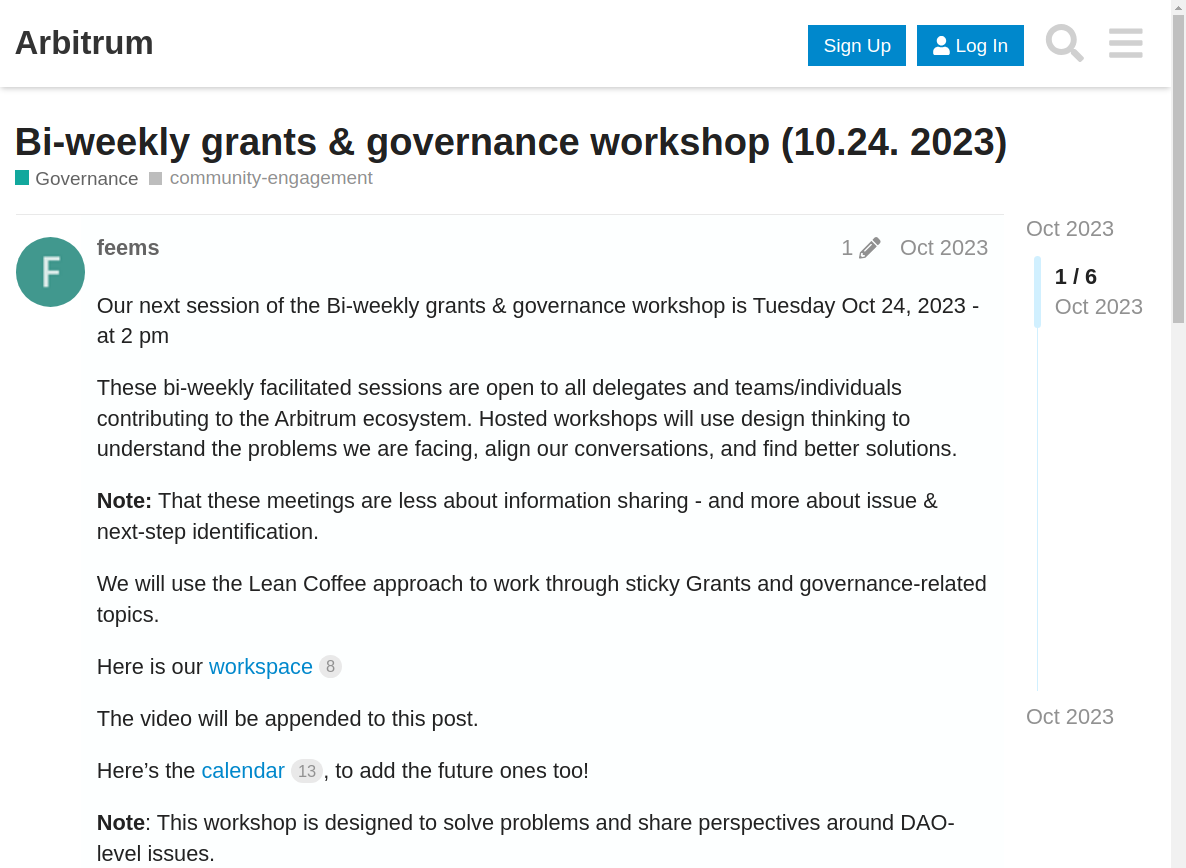 Arbitrum
Sign Up
Log In
Bi-weekly grants & governance workshop (10.24. 2023)
Governance community-engagement
F
feems
1
Oct 2023
Our next session of the Bi-weekly grants & governance workshop is Tuesday Oct 24, 2023 -
at 2 pm
These bi-weekly facilitated sessions are open to all delegates and teams/individuals
contributing to the Arbitrum ecosystem. Hosted workshops will use design thinking to
understand the problems we are facing, align our conversations, and find better solutions.
Note: That these meetings are less about information sharing - and more about issue &
next-step identification.
We will use the Lean Coffee approach to work through sticky Grants and governance-related
topics.
Here is our workspace 8
The video will be appended to this post.
Here’s the calendar 13, to add the future ones too!
Note: This workshop is designed to solve problems and share perspectives around DAO-
level issues.
Oct 2023
1 / 6
Oct 2023
Oct 2023